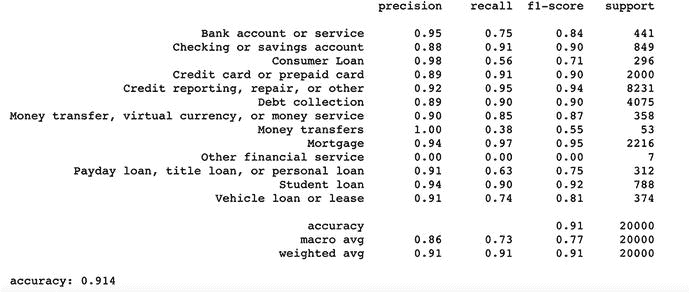 precision recall f1-score support
Bank account or service 0.95 0.75 0.84 441
Checking or savings account 0.88 0.91 0.90 849
Consumer Loan 0.98 0.56 0.71 296
Credit card or prepaid card 0.89 0.91 0.90 2000
Credit reporting, repair, or other 0.92 0.95 0.94 8231
Debt collection 0.89 0.90 0.90 4075
Money transfer, virtual currency, or money service 0.90 0.85 0.87 358
Money transfers 1.00 0.38 0.55 53
Mortgage 0.94 0.97 0.95 2216
Other financial service 0.00 0.00 0.00 7
Payday loan, title loan, or personal loan 0.91 0.63 0.75 312
Student loan 0.94 0.90 0.92 788
Vehicle loan or lease 0.91 0.74 0.81 374
accuracy 0.91 20000
macro avg 0.86 0.73 0.77 20000
weighted avg 0.91 0.91 0.91 20000
accuracy: 0.914